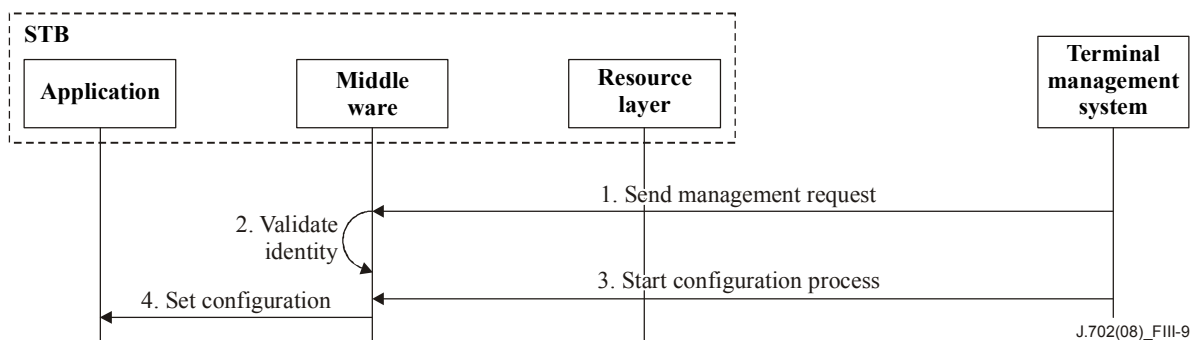 STB
Application
Middle
ware
Resource
layer
Terminal
management
system
1. Send management request
2. Validate
identity
3. Start configuration process
4. Set configuration
J.702(08)_FIII-9